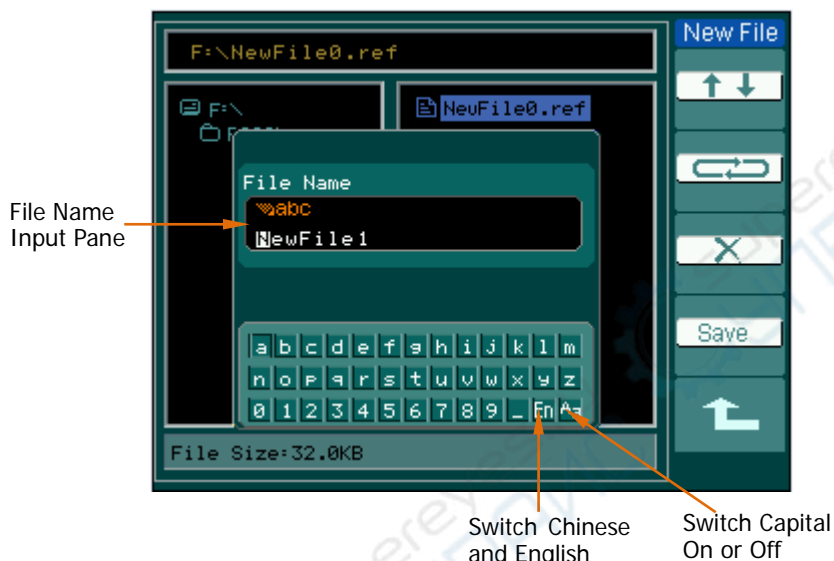 New File
F:\NewFile0.ref
F:\
NewFile0.ref
File Name
abc
NewFile1
File Name
Input Pane
Save
a b c d e f g h i j k l m
n o p q r s t u v w x y z
0 1 2 3 4 5 6 7 8 9 _ En Aa
File Size:32.0KB
Switch Chinese
and English
Switch Capital
On or Off